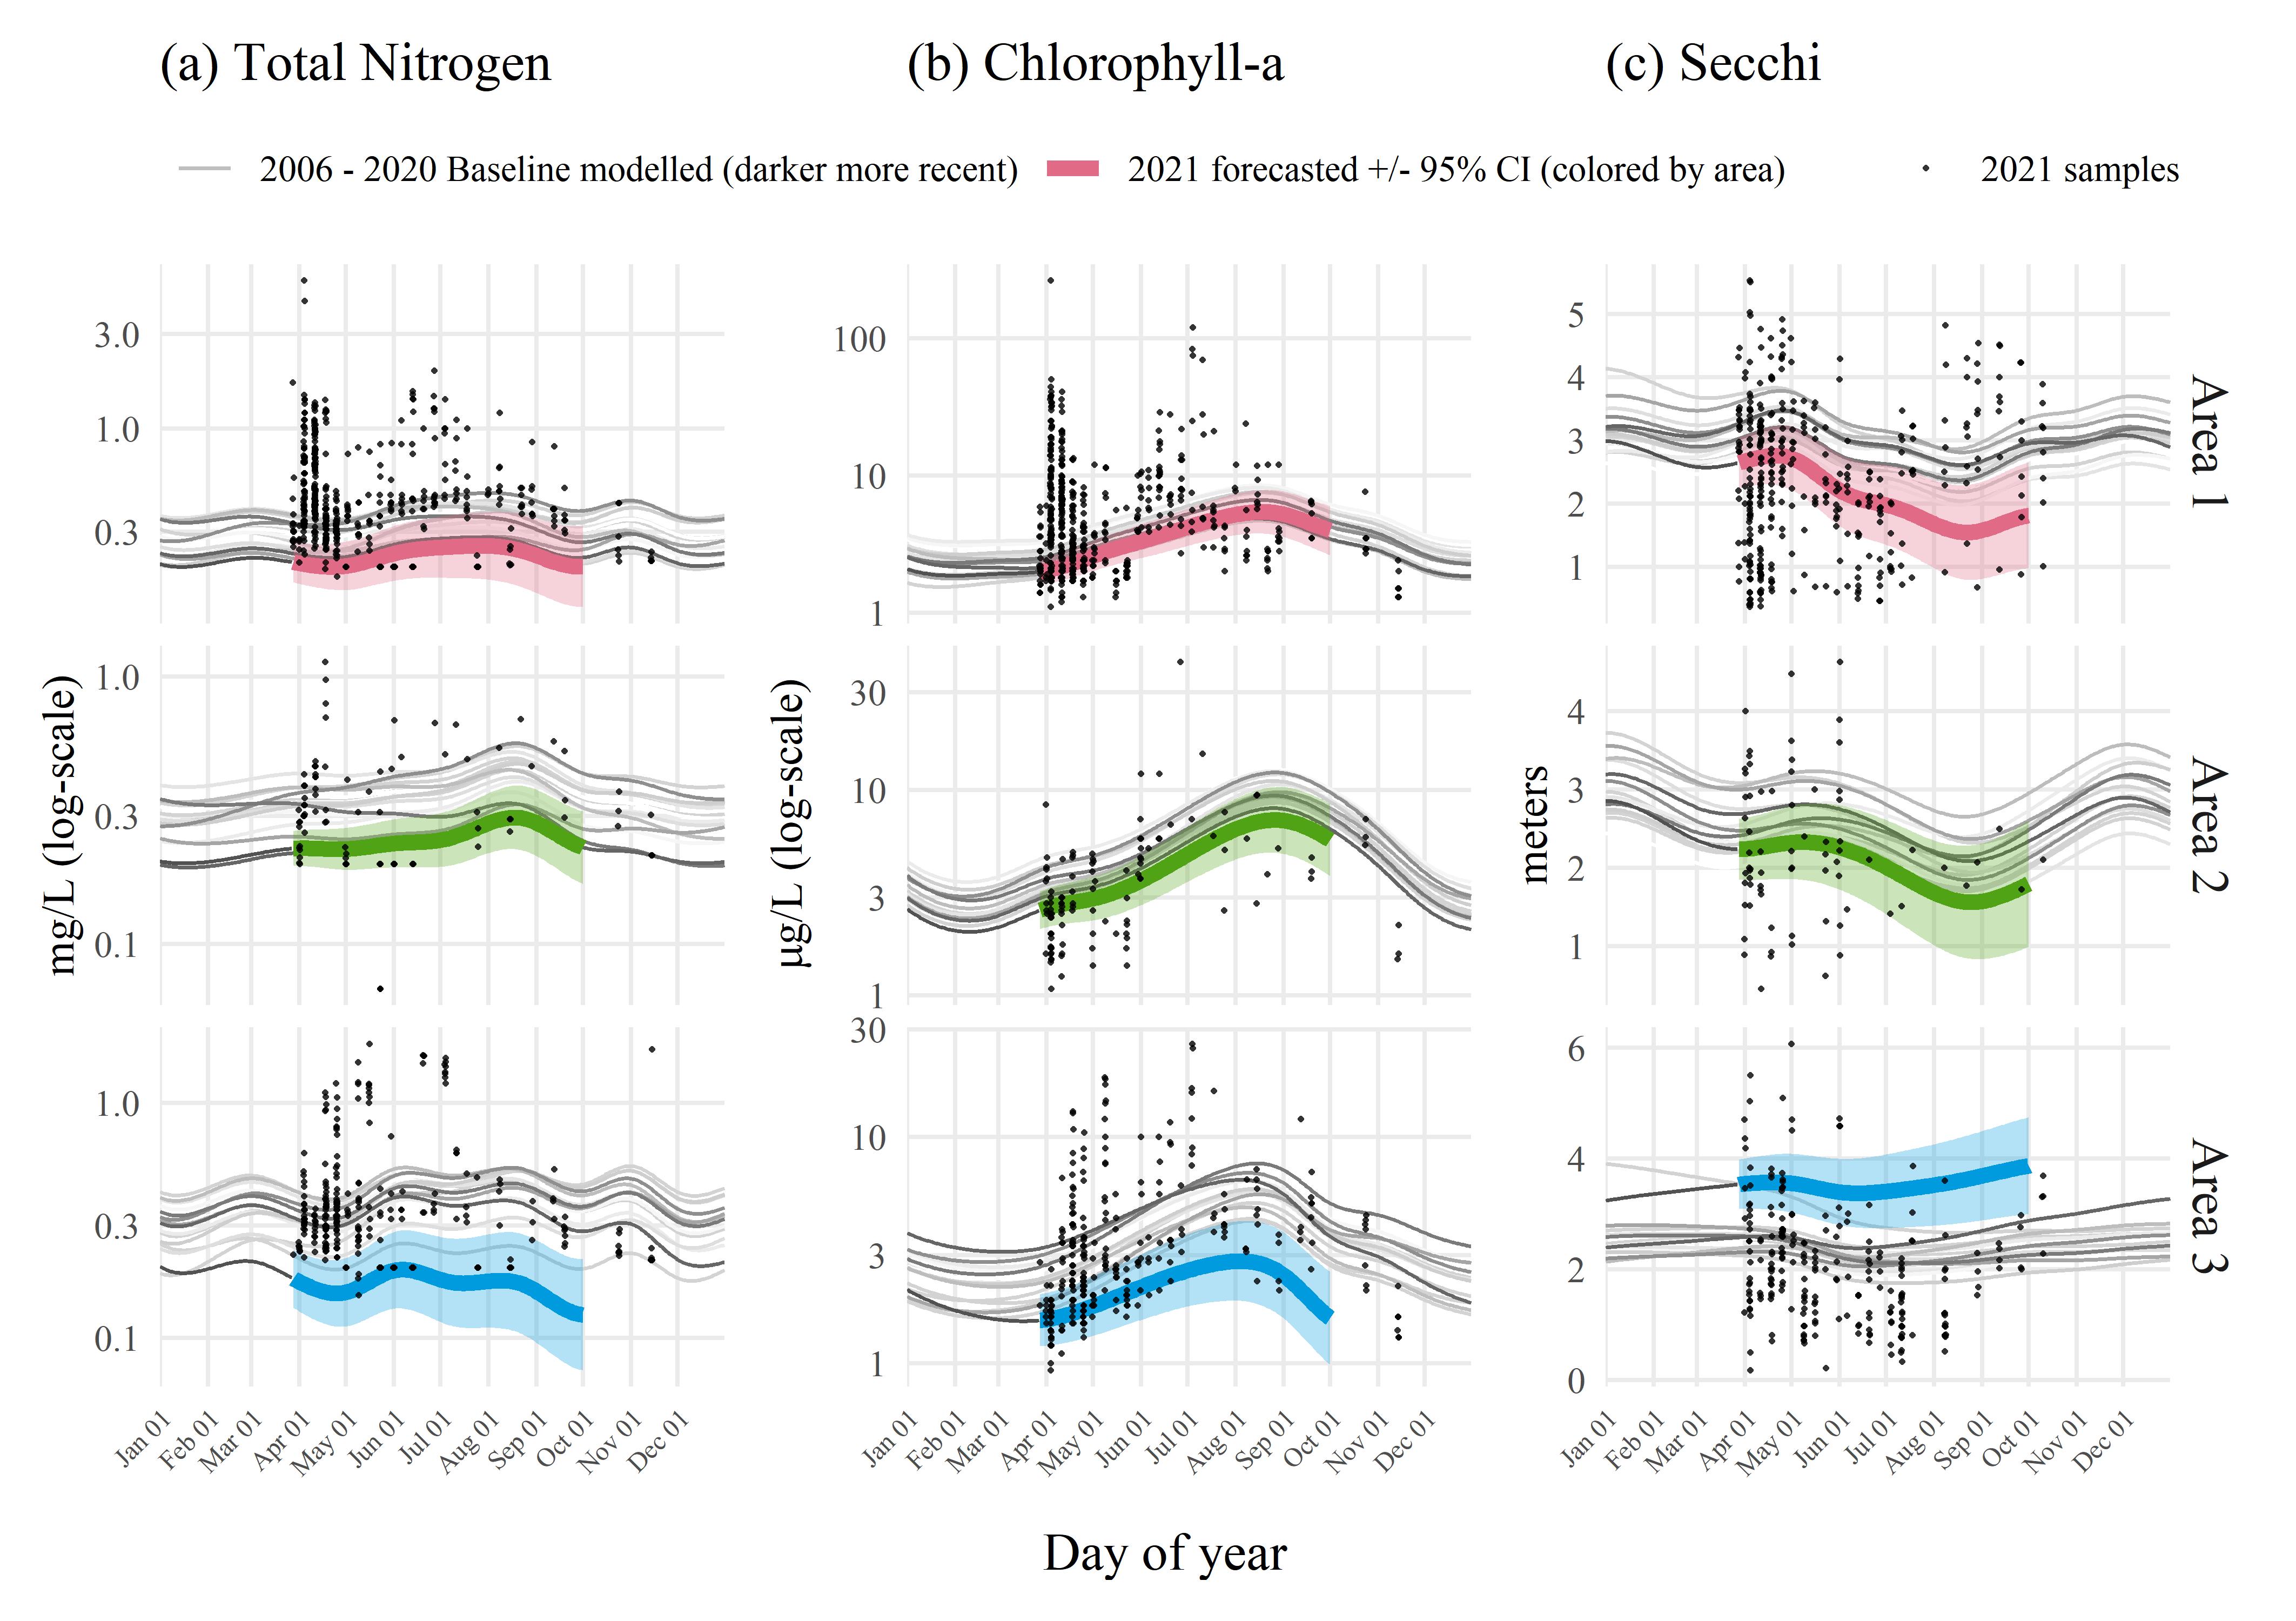 (a) Total Nitrogen
(b) Chlorophyll-a
(c) Secchi
2006 - 2020 Baseline modelled (darker more recent)
2021 forecasted +/- 95% CI (colored by area)
2021 samples
mg/L (log-scale)
3.0
1.0
0.3
1.0
0.3
0.1
1.0
0.3
0.1
Jan 01
Feb 01
Mar 01
Apr 01
May 01
Jun 01
Jul 01
Aug 01
Sep 01
Oct 01
Nov 01
Dec 01
µg/L (log-scale)
100
10
1
30
10
3
1
30
10
3
1
Jan 01
Feb 01
Mar 01
Apr 01
May 01
Jun 01
Jul 01
Aug 01
Sep 01
Oct 01
Nov 01
Dec 01
meters
5
4
3
2
1
4
3
2
1
6
4
2
0
Jan 01
Feb 01
Mar 01
Apr 01
May 01
Jun 01
Jul 01
Aug 01
Sep 01
Oct 01
Nov 01
Dec 01
Area 1
Area 2
Area 3
Day of year